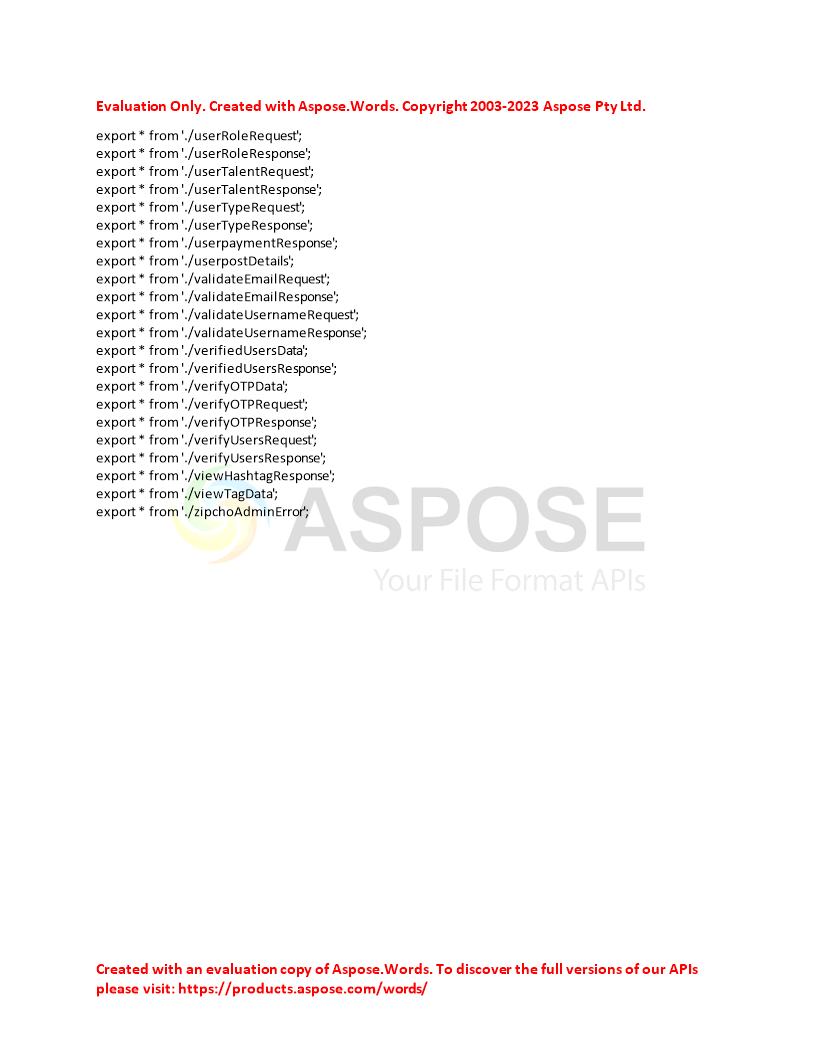 Evaluation Only. Created with Aspose.Words. Copyright 2003-2023 Aspose Pty Ltd.
export * from './userRoleRequest';
export * from './userRoleResponse';
export * from './userTalentRequest';
export * from './userTalentResponse';
export * from './userTypeRequest';
export * from './userTypeResponse';
export * from './userpaymentResponse';
export * from './userpostDetails';
export * from './validateEmailRequest';
export * from './validateEmailResponse';
export * from './validateUsernameRequest';
export * from './validateUsernameResponse';
export * from './verifiedUsersData';
export * from './verifiedUsersResponse';
export * from './verifyOTPData';
export * from './verifyOTPRequest';
export * from './verifyOTPResponse';
export * from './verifyUsersRequest';
export * from './verifyUsersResponse';
export * from './viewHashtagResponse';
export * from './viewTagData';
export * from './zipchoAdminError';
ASPOSE
Your File Format APIs
Created with an evaluation copy of Aspose.Words. To discover the full versions of our APIs
please visit: https://products.aspose.com/words/